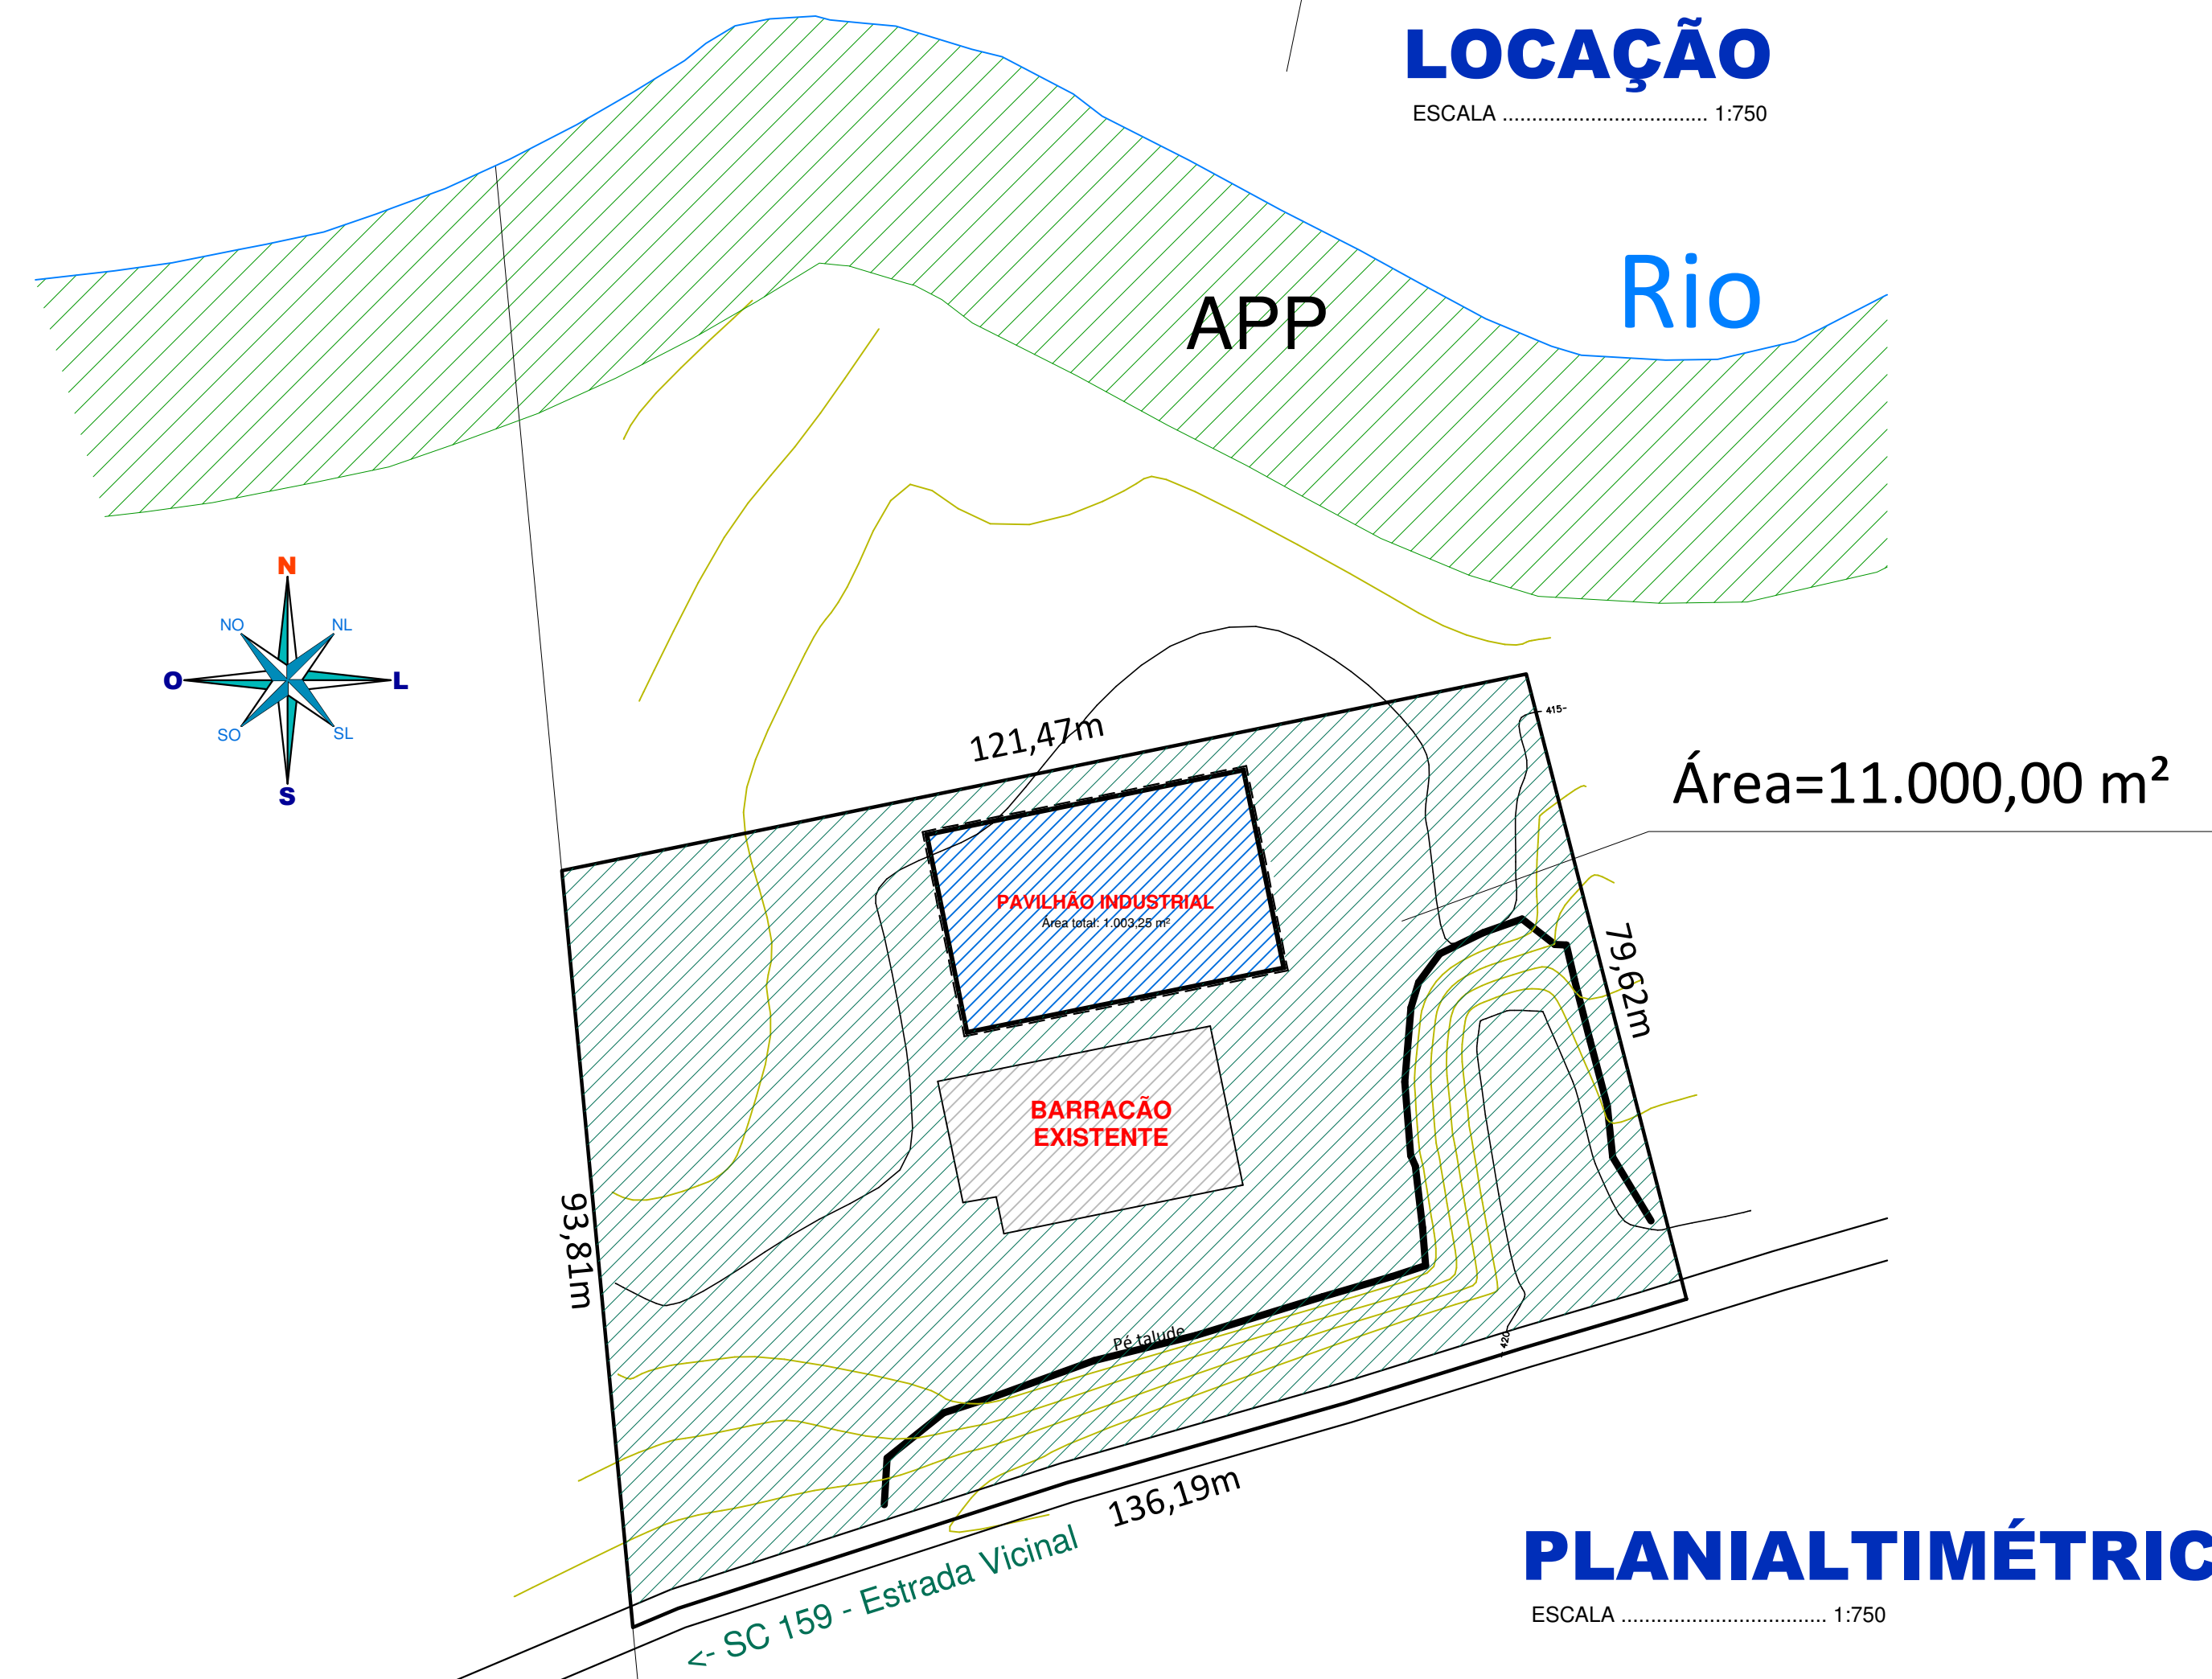 LOCAÇÃO
ESCALA ................................... 1:750
Rio
APP
N
NO
NL
O
L
SO
SL
S
415
121,47m
Área=11.000,00 m²
PAVILHÃO INDUSTRIAL
Área total: 1.003,25 m²
79,62m
BARRACÃO
EXISTENTE
93,81m
Pé talude
420
136,19m
<- SC 159 - Estrada Vicinal
PLANIALTIMÉTRIC
ESCALA ................................... 1:750